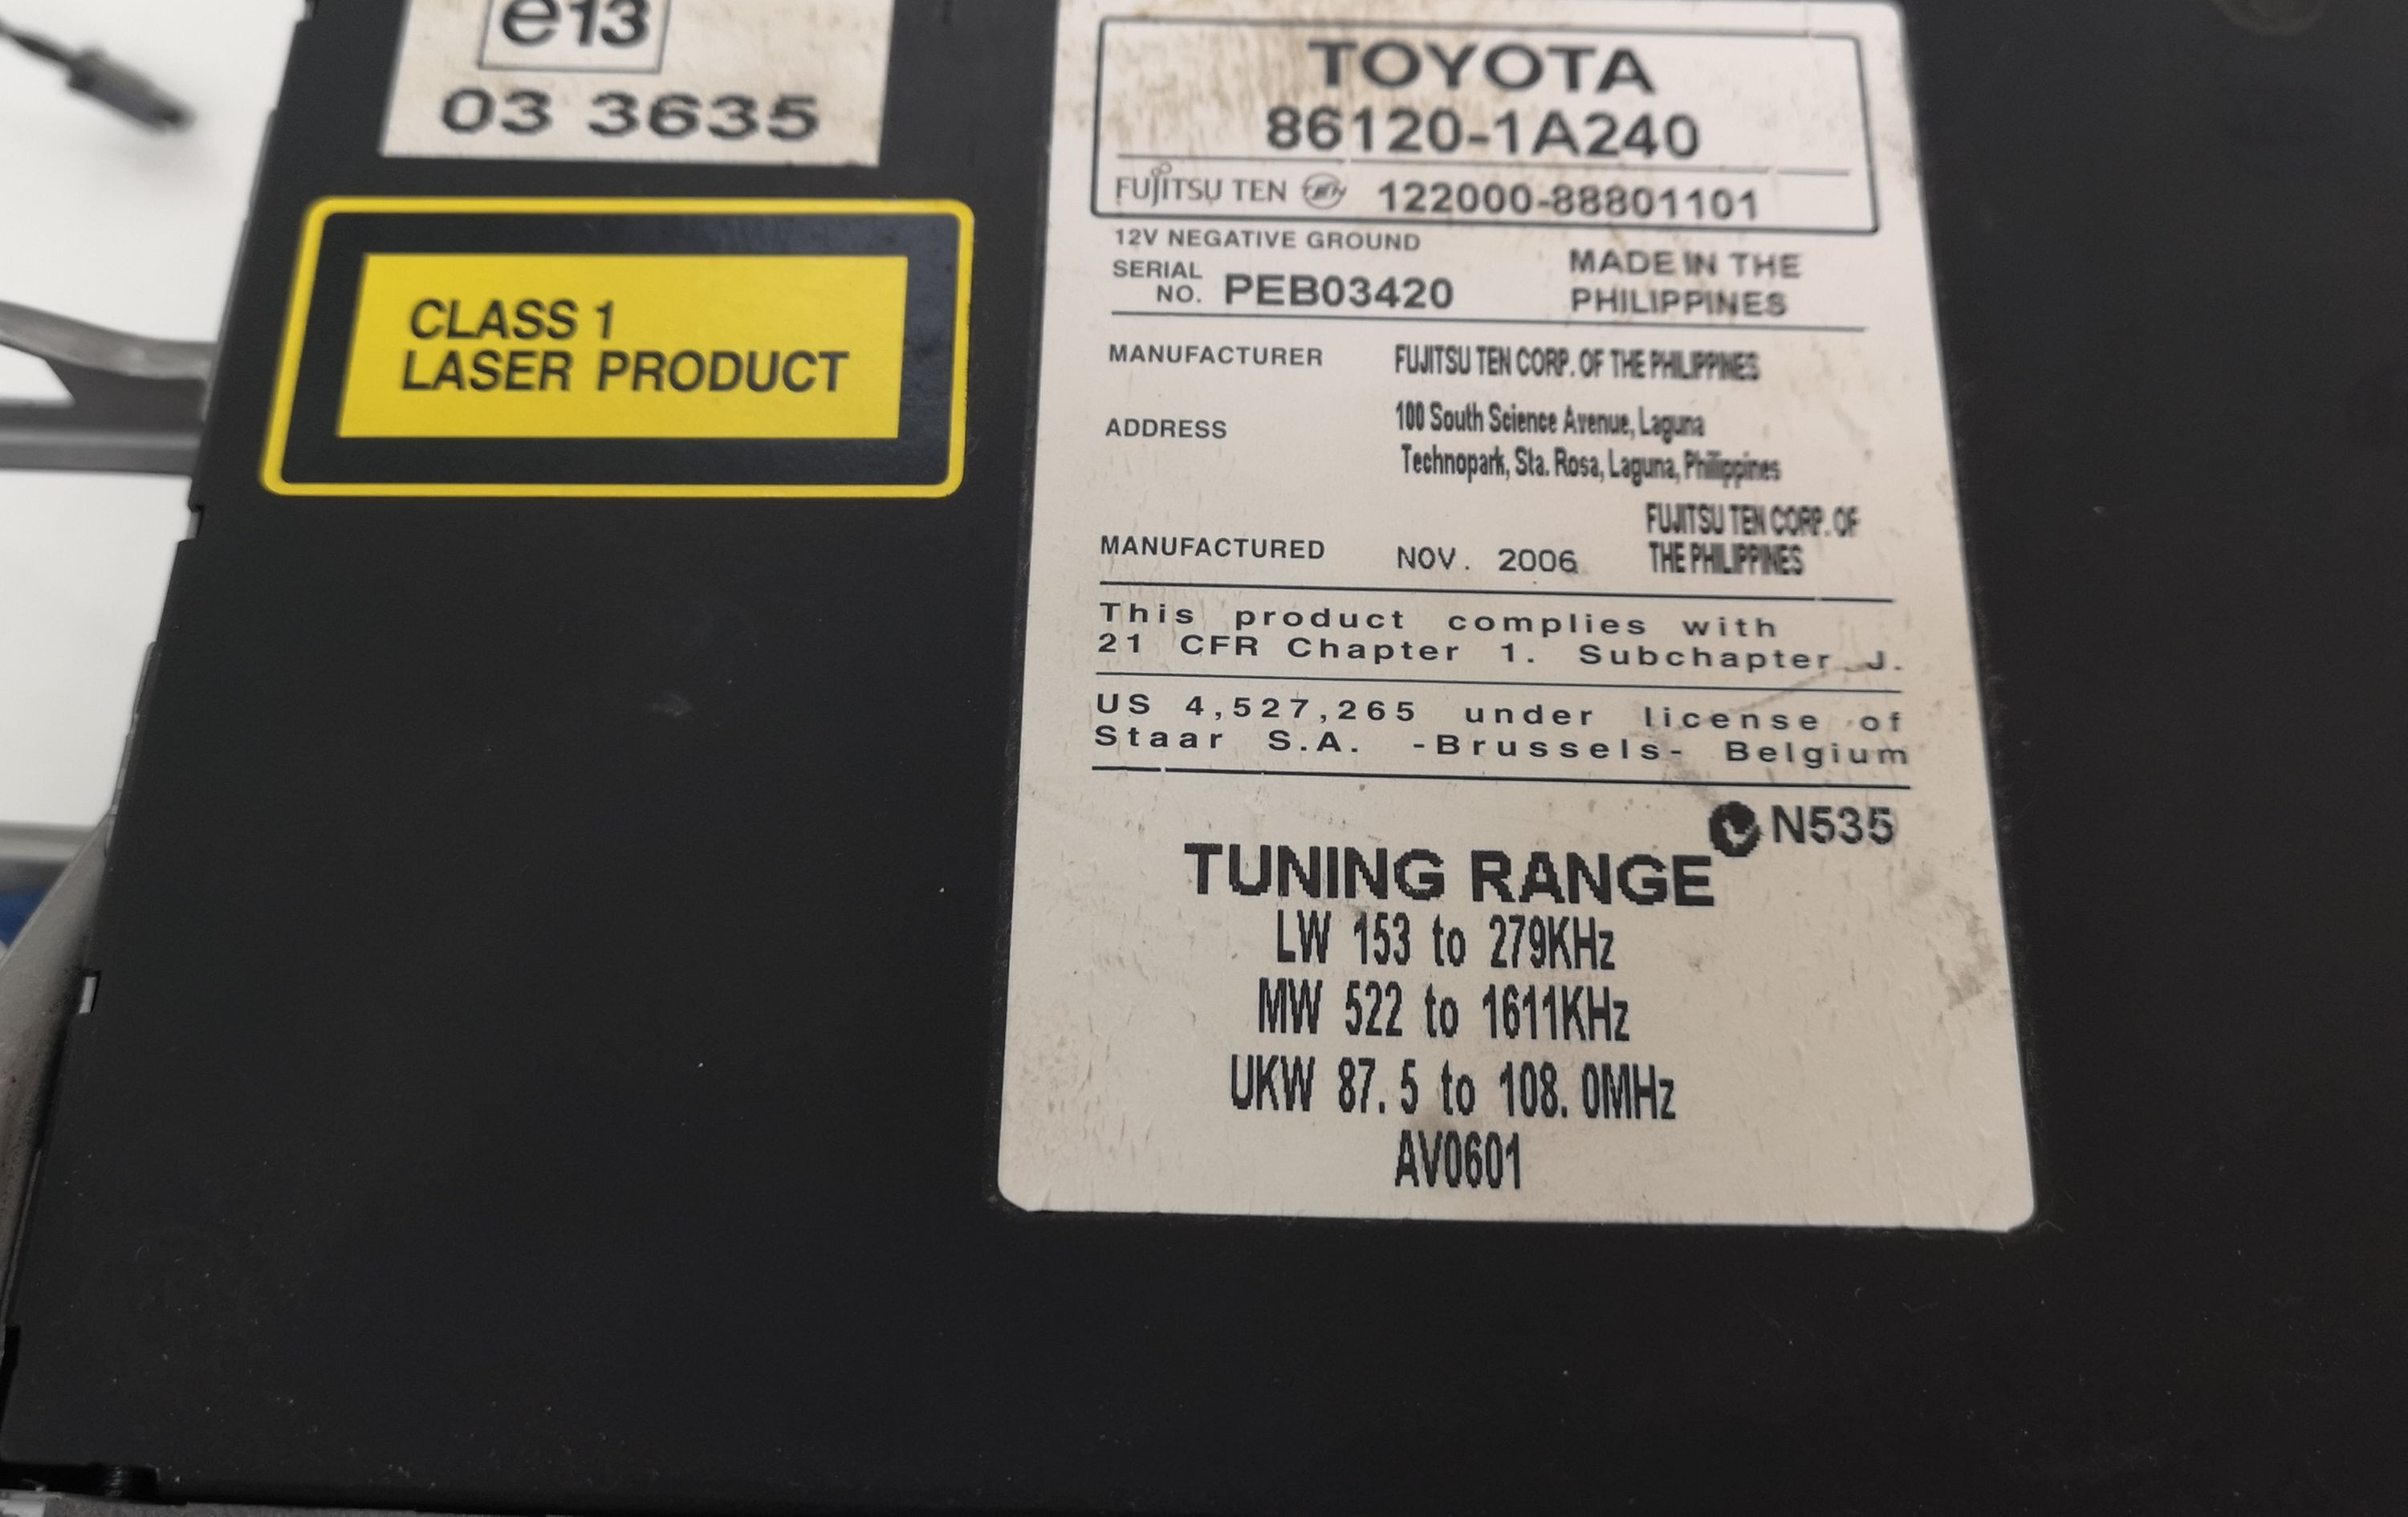 e13
03 3635
CLASS 1
LASER PRODUCT
TOYOTA
86120-1A240
FUJITSU TEN TEN 122000-88801101
12V NEGATIVE GROUND
SERIAL NO. PEB03420
MADE IN THE
PHILIPPINES
MANUFACTURER FUJITSU TEN CORP. OF THE PHILIPPINES
ADDRESS 100 South Science Avenue, Laguna
Technopark, Sta. Rosa, Laguna, Philippines
MANUFACTURED NOV. 2006
FUJITSU TEN CORP. OF
THE PHILIPPINES
This product complies with
21 CFR Chapter 1. Subchapter J.
US 4,527,265 under license of
Staar S.A. -Brussels- Belgium
N535
TUNING RANGE
LW 153 to 279KHz
MW 522 to 1611KHz
UKW 87.5 to 108.0MHz
AV0601